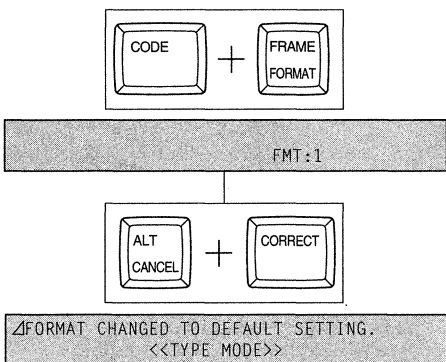 CODE + FRAME
FORMAT
FMT:1
ALT
CANCEL + CORRECT
⊿FORMAT CHANGED TO DEFAULT SETTING.
<<TYPE MODE>>